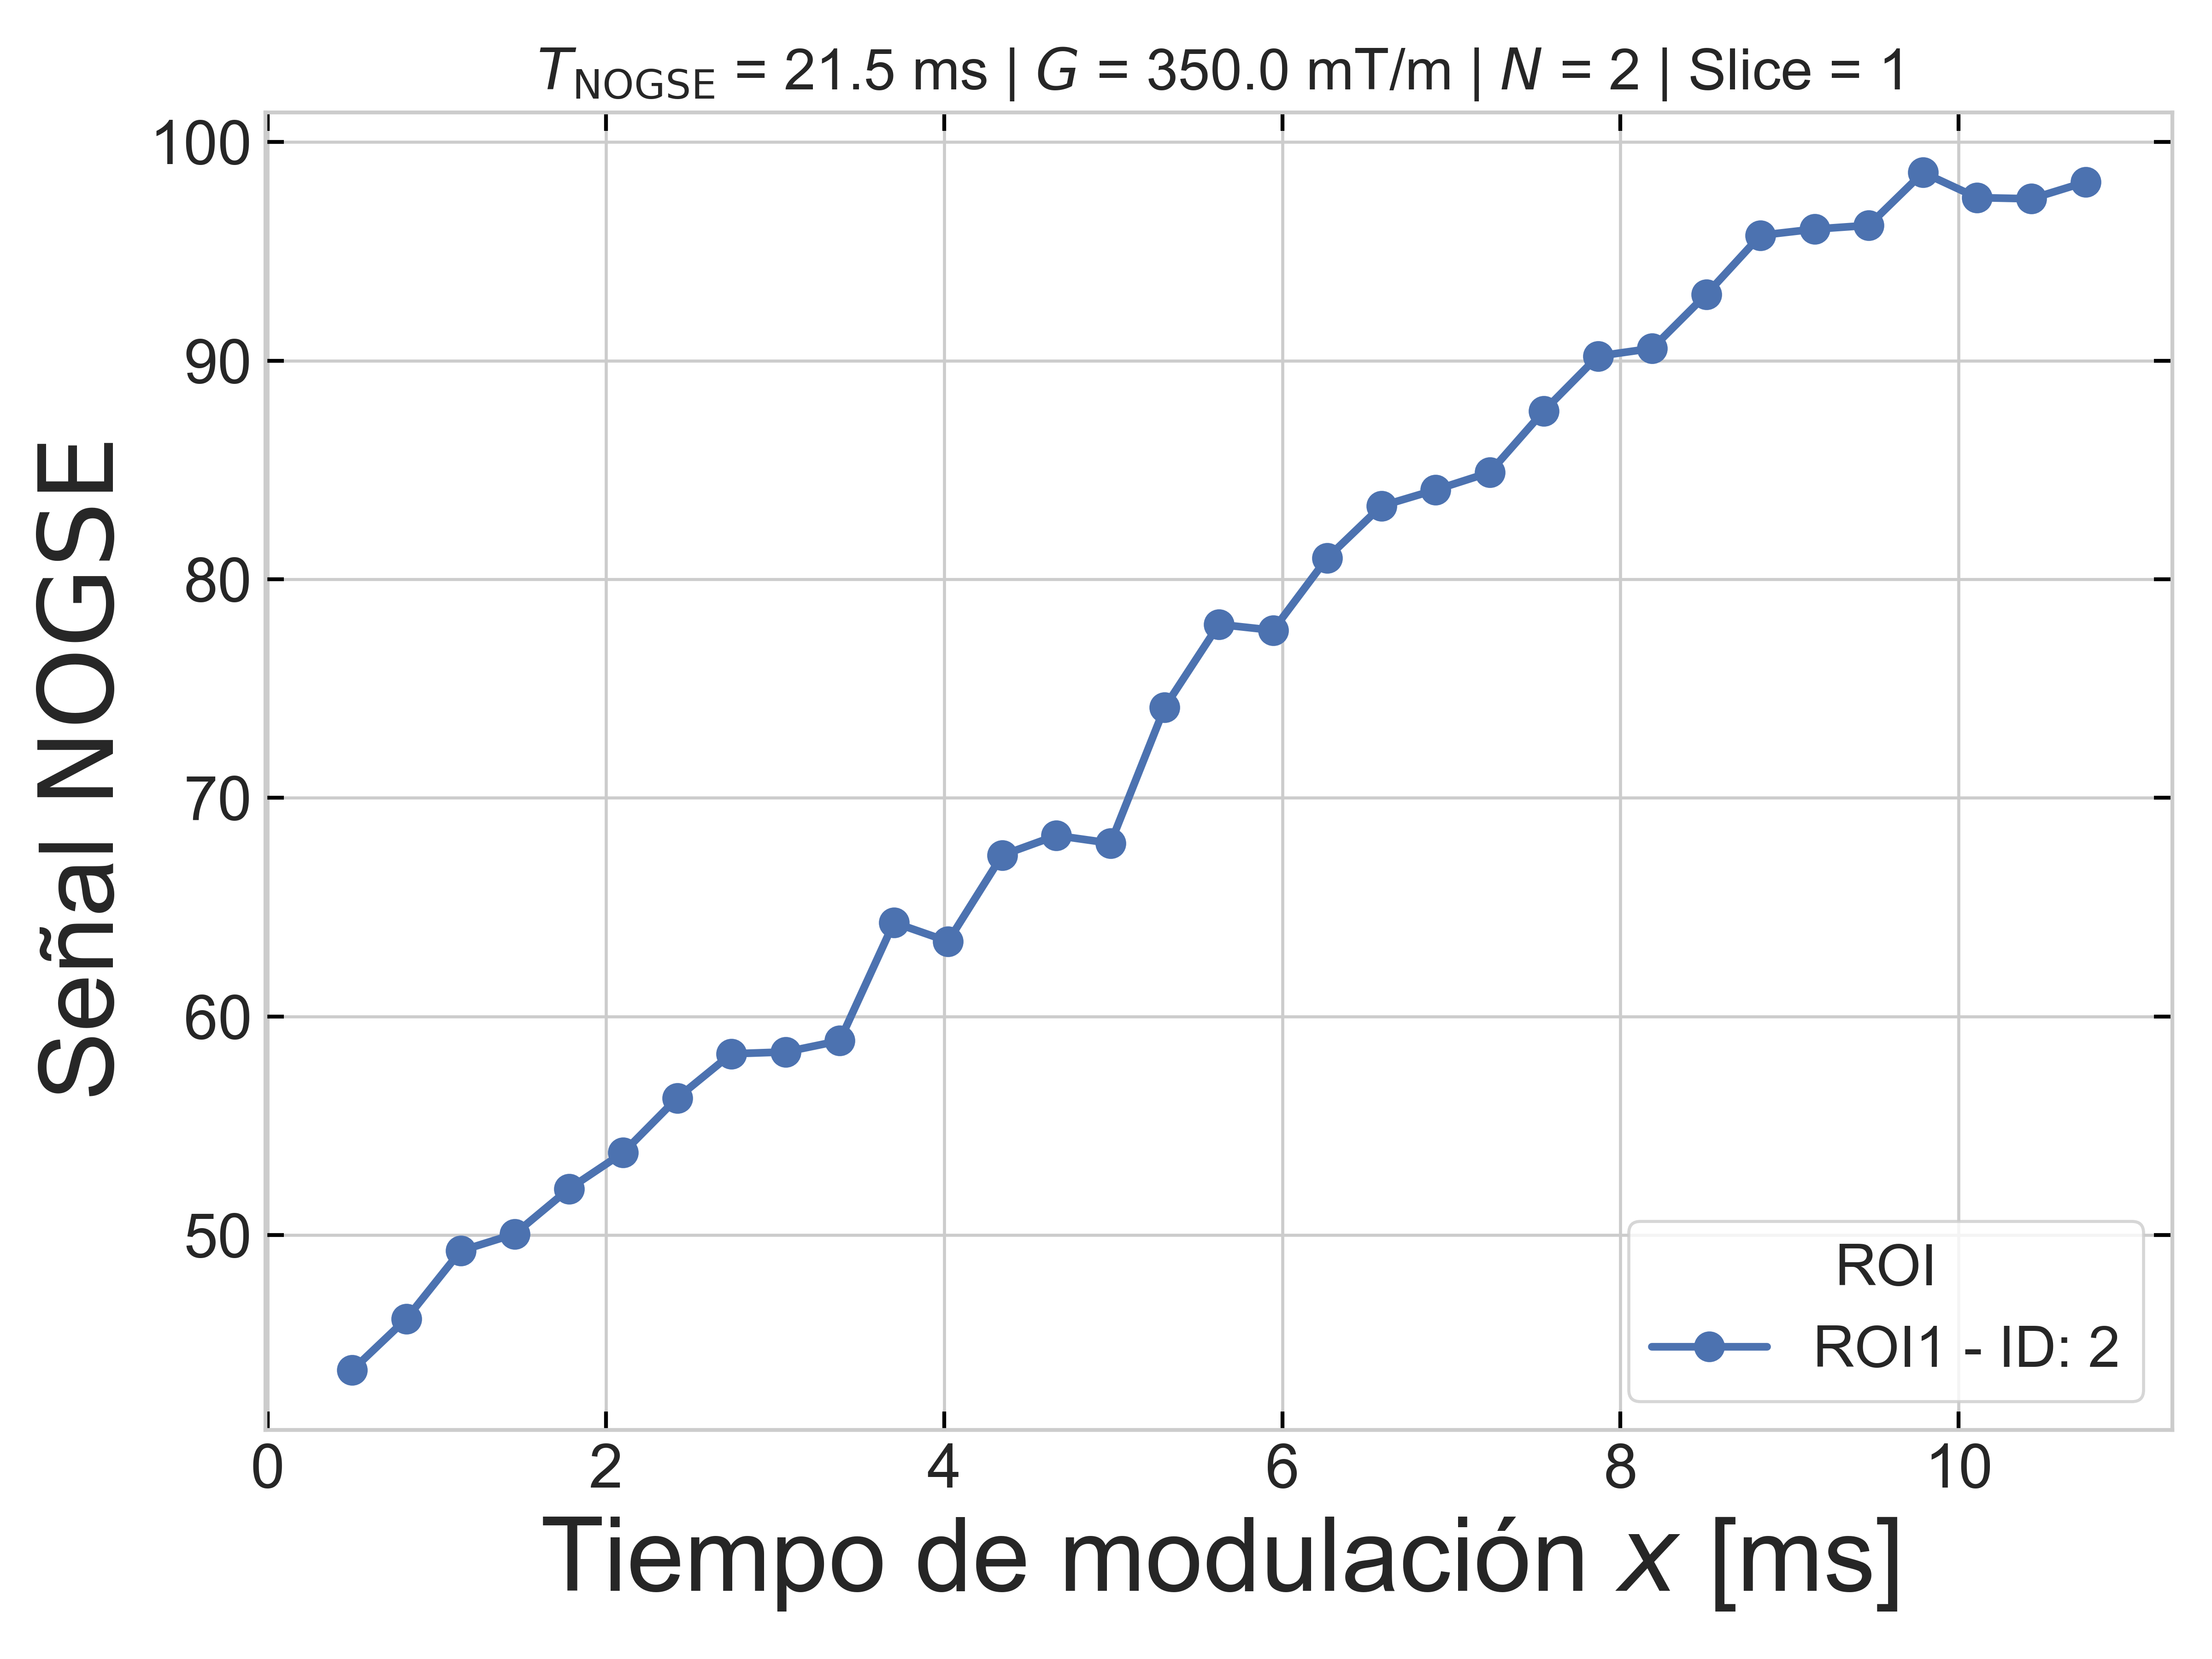 T_NOGSE = 21.5 ms | G = 350.0 mT/m | N = 2 | Slice = 1
Señal NOGSE
100
90
80
70
60
50
ROI
ROI1 - ID: 2
0 2 4 6 8 10
Tiempo de modulación x [ms]